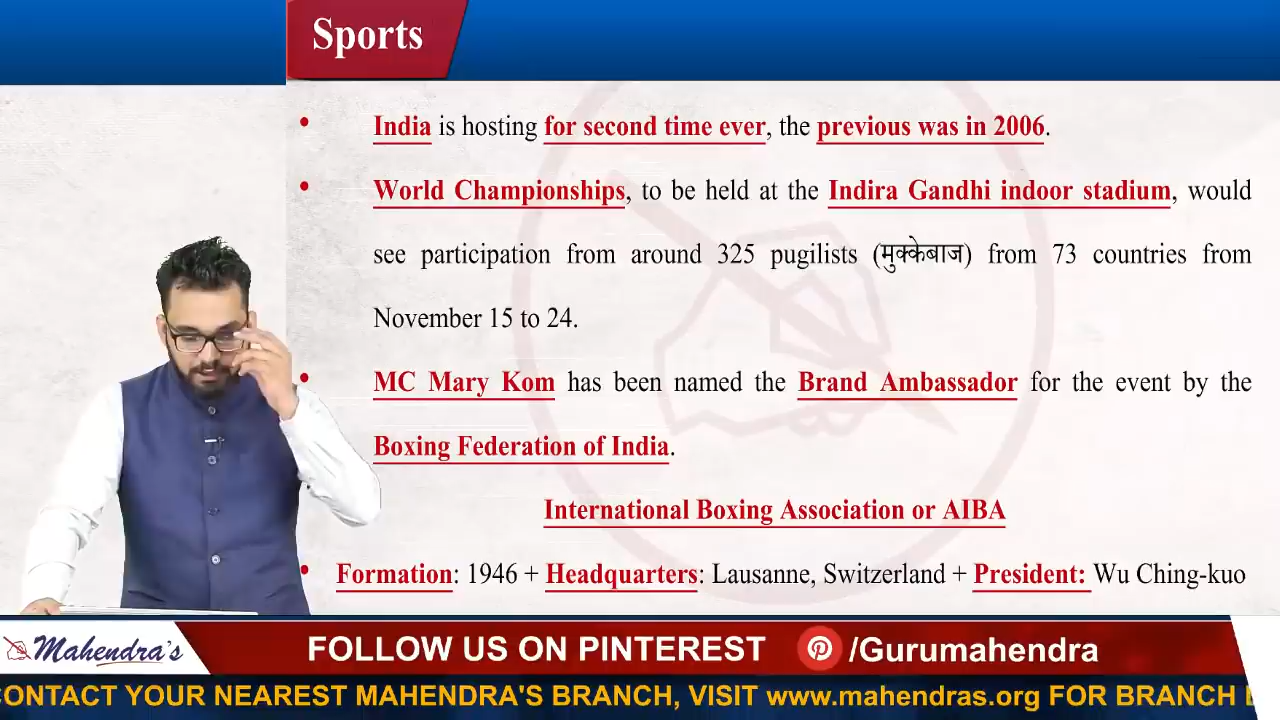 Sports
• India is hosting for second time ever, the previous was in 2006.
• World Championships, to be held at the Indira Gandhi indoor stadium, would
see participation from around 325 pugilists (मुक्केबाज) from 73 countries from
November 15 to 24.
• MC Mary Kom has been named the Brand Ambassador for the event by the
Boxing Federation of India.
International Boxing Association or AIBA
• Formation: 1946 + Headquarters: Lausanne, Switzerland + President: Wu Ching-kuo
Mahendra's FOLLOW US ON PINTEREST /Gurumahendra
CONTACT YOUR NEAREST MAHENDRA'S BRANCH, VISIT www.mahendras.org FOR BRANCH